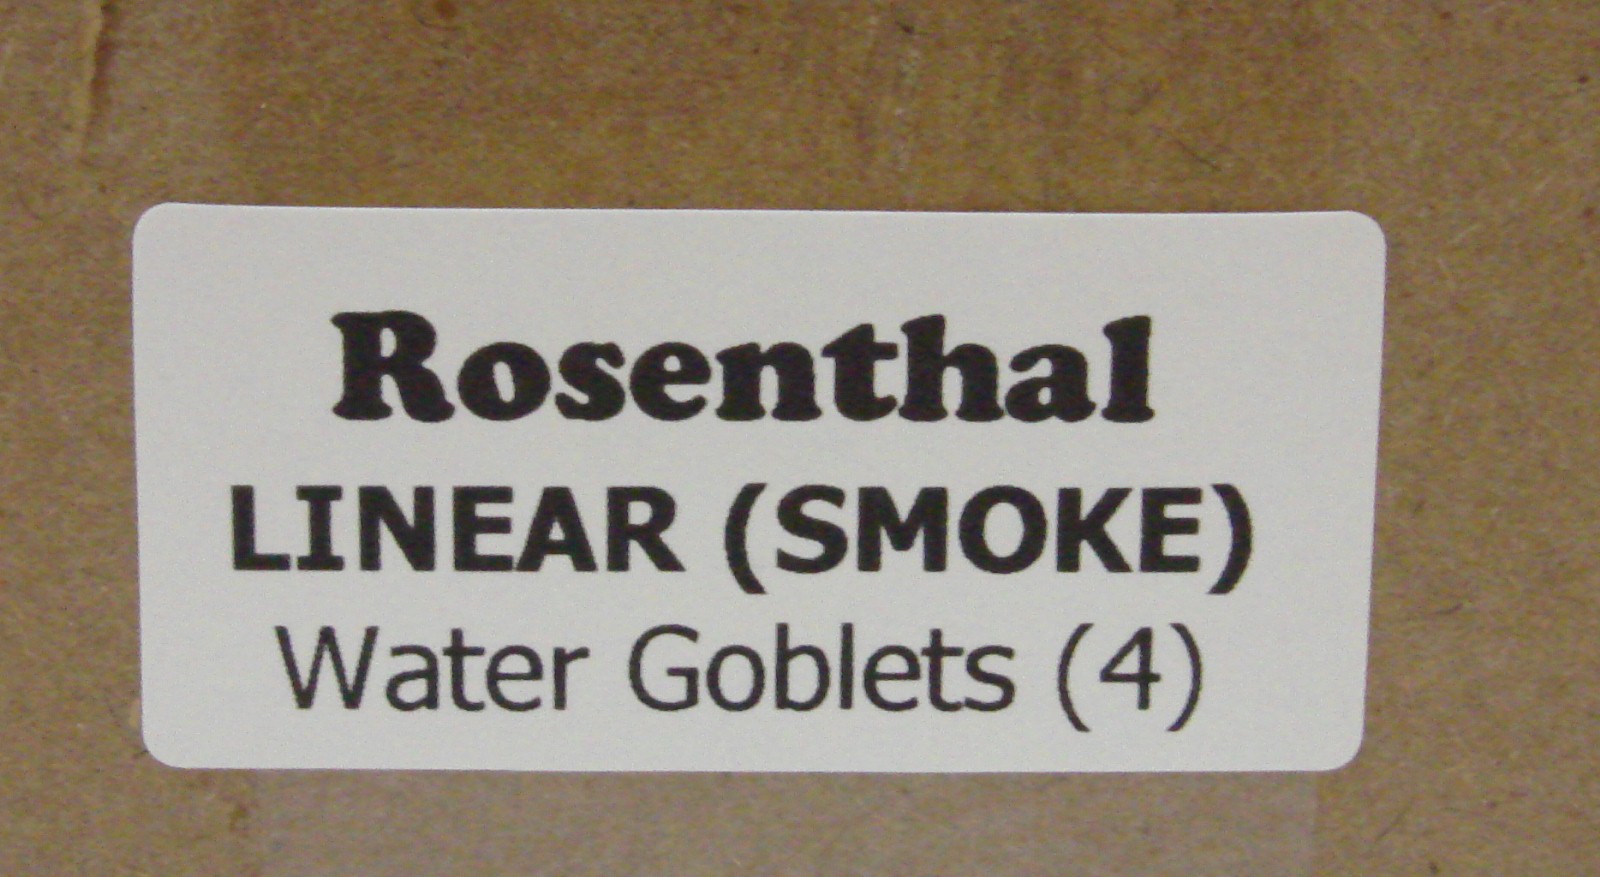 Rosenthal
LINEAR (SMOKE)
Water Goblets (4)